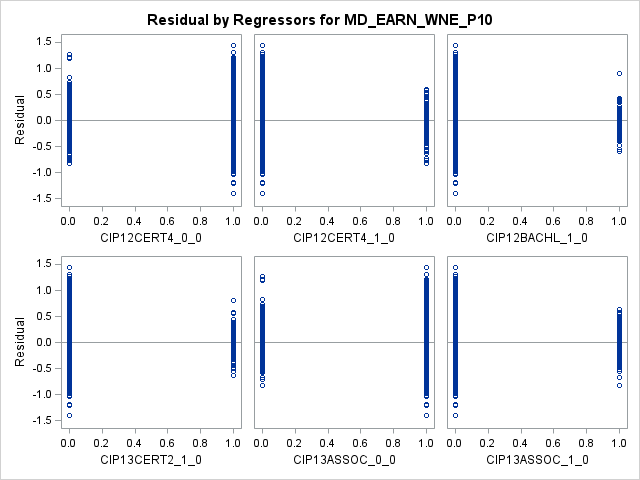 Residual by Regressors for MD_EARN_WNE_P10
Residual
1.5
1.0
0.5
0.0
-0.5
-1.0
-1.5
0.0 0.2 0.4 0.6 0.8 1.0
CIP12CERT4_0_0
0.0 0.2 0.4 0.6 0.8 1.0
CIP12CERT4_1_0
0.0 0.2 0.4 0.6 0.8 1.0
CIP12BACHL_1_0
Residual
1.5
1.0
0.5
0.0
-0.5
-1.0
-1.5
0.0 0.2 0.4 0.6 0.8 1.0
CIP13CERT2_1_0
0.0 0.2 0.4 0.6 0.8 1.0
CIP13ASSOC_0_0
0.0 0.2 0.4 0.6 0.8 1.0
CIP13ASSOC_1_0